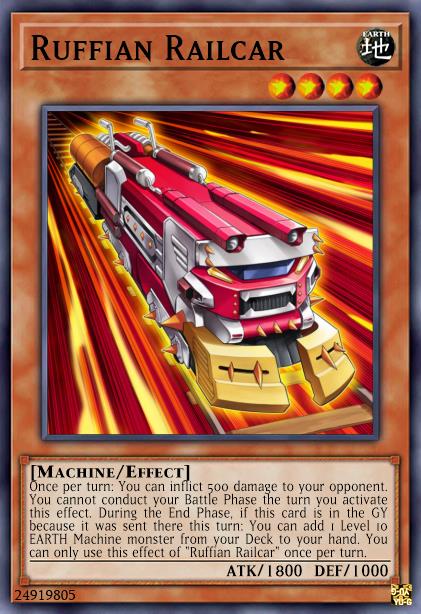 RUFFIAN RAILCAR
EARTH
地
[MACHINE/EFFECT]
Once per turn: You can inflict 500 damage to your opponent.
You cannot conduct your Battle Phase the turn you activate
this effect. During the End Phase, if this card is in the GY
because it was sent there this turn: You can add 1 Level 10
EARTH Machine monster from your Deck to your hand. You
can only use this effect of "Ruffian Railcar" once per turn.
ATK/1800 DEF/1000
24919805